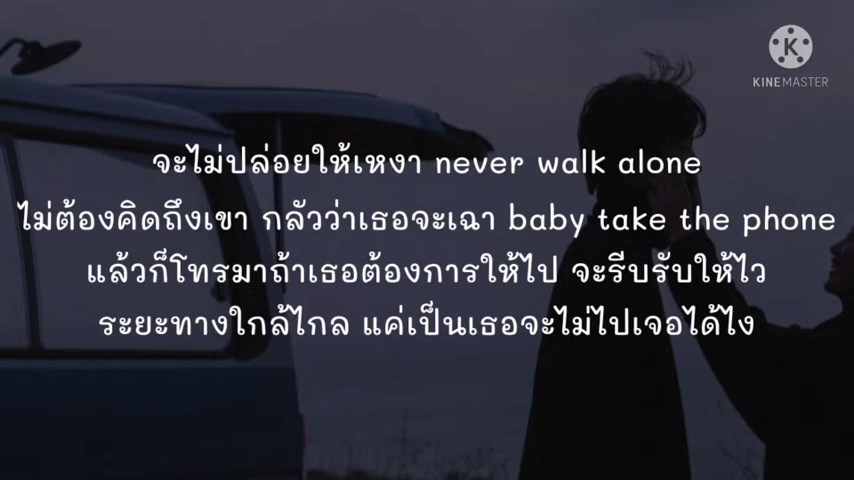 KINEMASTER
จะไม่ปล่อยให้เหงา never walk alone
ไม่ต้องคิดถึงเขา กลัวว่าเธอจะเฉา baby take the phone
แล้วก็โทรมาถ้าเธอต้องการให้ไป จะรีบรับให้ไว
ระยะทางใกล้ไกล แค่เป็นเธอจะไม่ไปเจอได้ไง